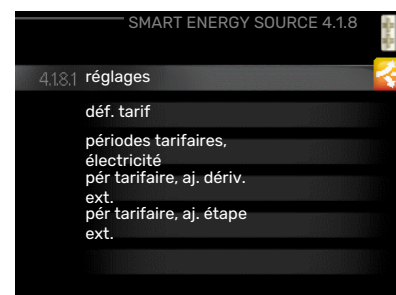 SMART ENERGY SOURCE 4.1.8
4.1.8.1 réglages
déf. tarif
périodes tarifaires,
électricité
pér tarifaire, aj. dériv.
ext.
pér tarifaire, aj. étape
ext.